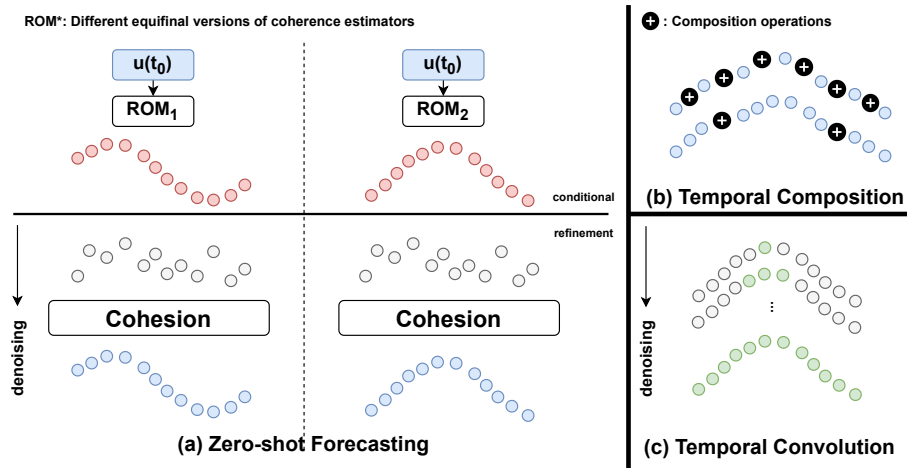 ROM*: Different equifinal versions of coherence estimators
u(t0)
ROM1
u(t0)
ROM2
conditional
refinement
denoising
Cohesion
Cohesion
(a) Zero-shot Forecasting
+ : Composition operations
(b) Temporal Composition
denoising
...
(c) Temporal Convolution